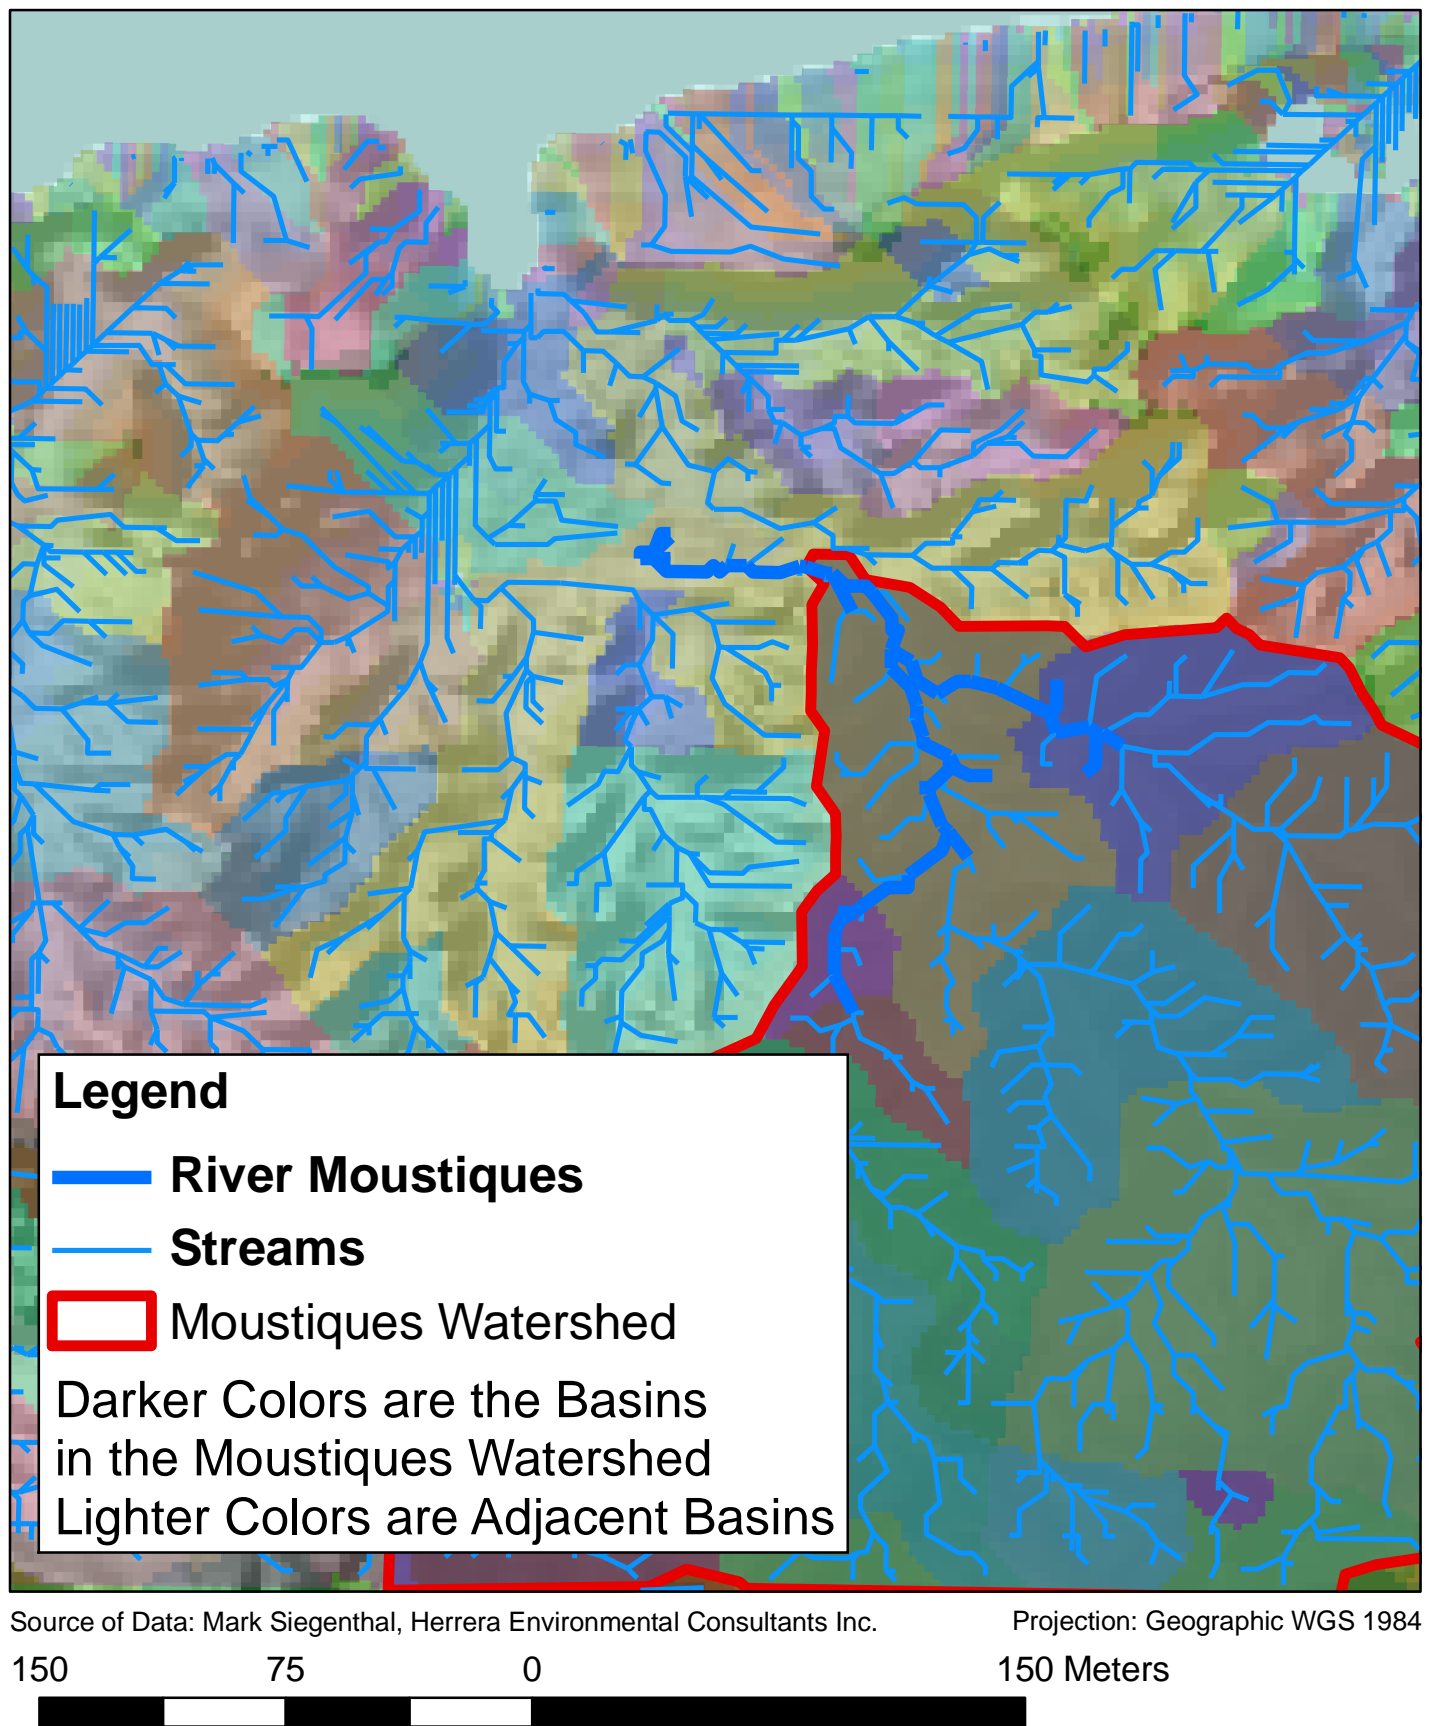 Legend
River Moustiques
Streams
Moustiques Watershed
Darker Colors are the Basins
in the Moustiques Watershed
Lighter Colors are Adjacent Basins
Source of Data: Mark Siegenthal, Herrera Environmental Consultants Inc. Projection: Geographic WGS 1984
150 75 0 150 Meters